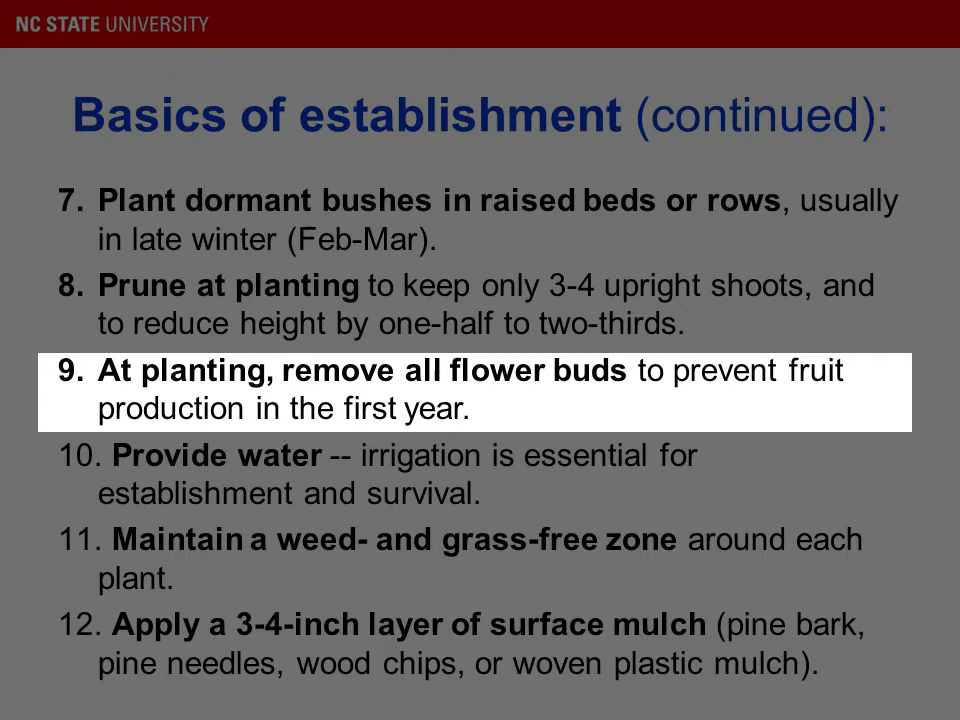 NC STATE UNIVERSITY
Basics of establishment (continued):
7. Plant dormant bushes in raised beds or rows, usually
in late winter (Feb-Mar).
8. Prune at planting to keep only 3-4 upright shoots, and
to reduce height by one-half to two-thirds.
9. At planting, remove all flower buds to prevent fruit
production in the first year.
10. Provide water -- irrigation is essential for
establishment and survival.
11. Maintain a weed- and grass-free zone around each
plant.
12. Apply a 3-4-inch layer of surface mulch (pine bark,
pine needles, wood chips, or woven plastic mulch).